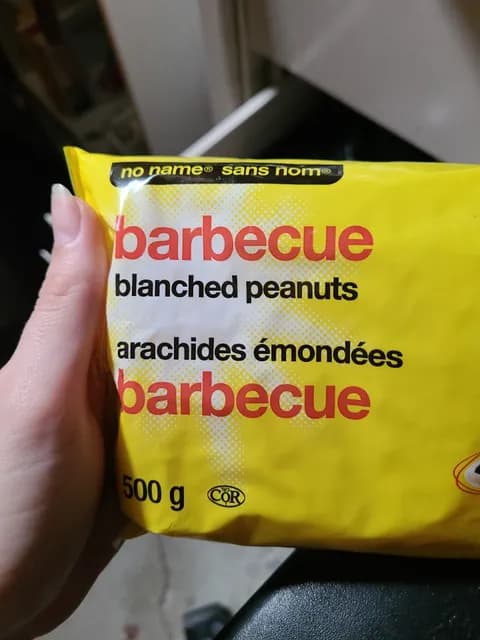 no name® sans nom®
barbecue
blanched peanuts
arachides émondées
barbecue
500 g
COR